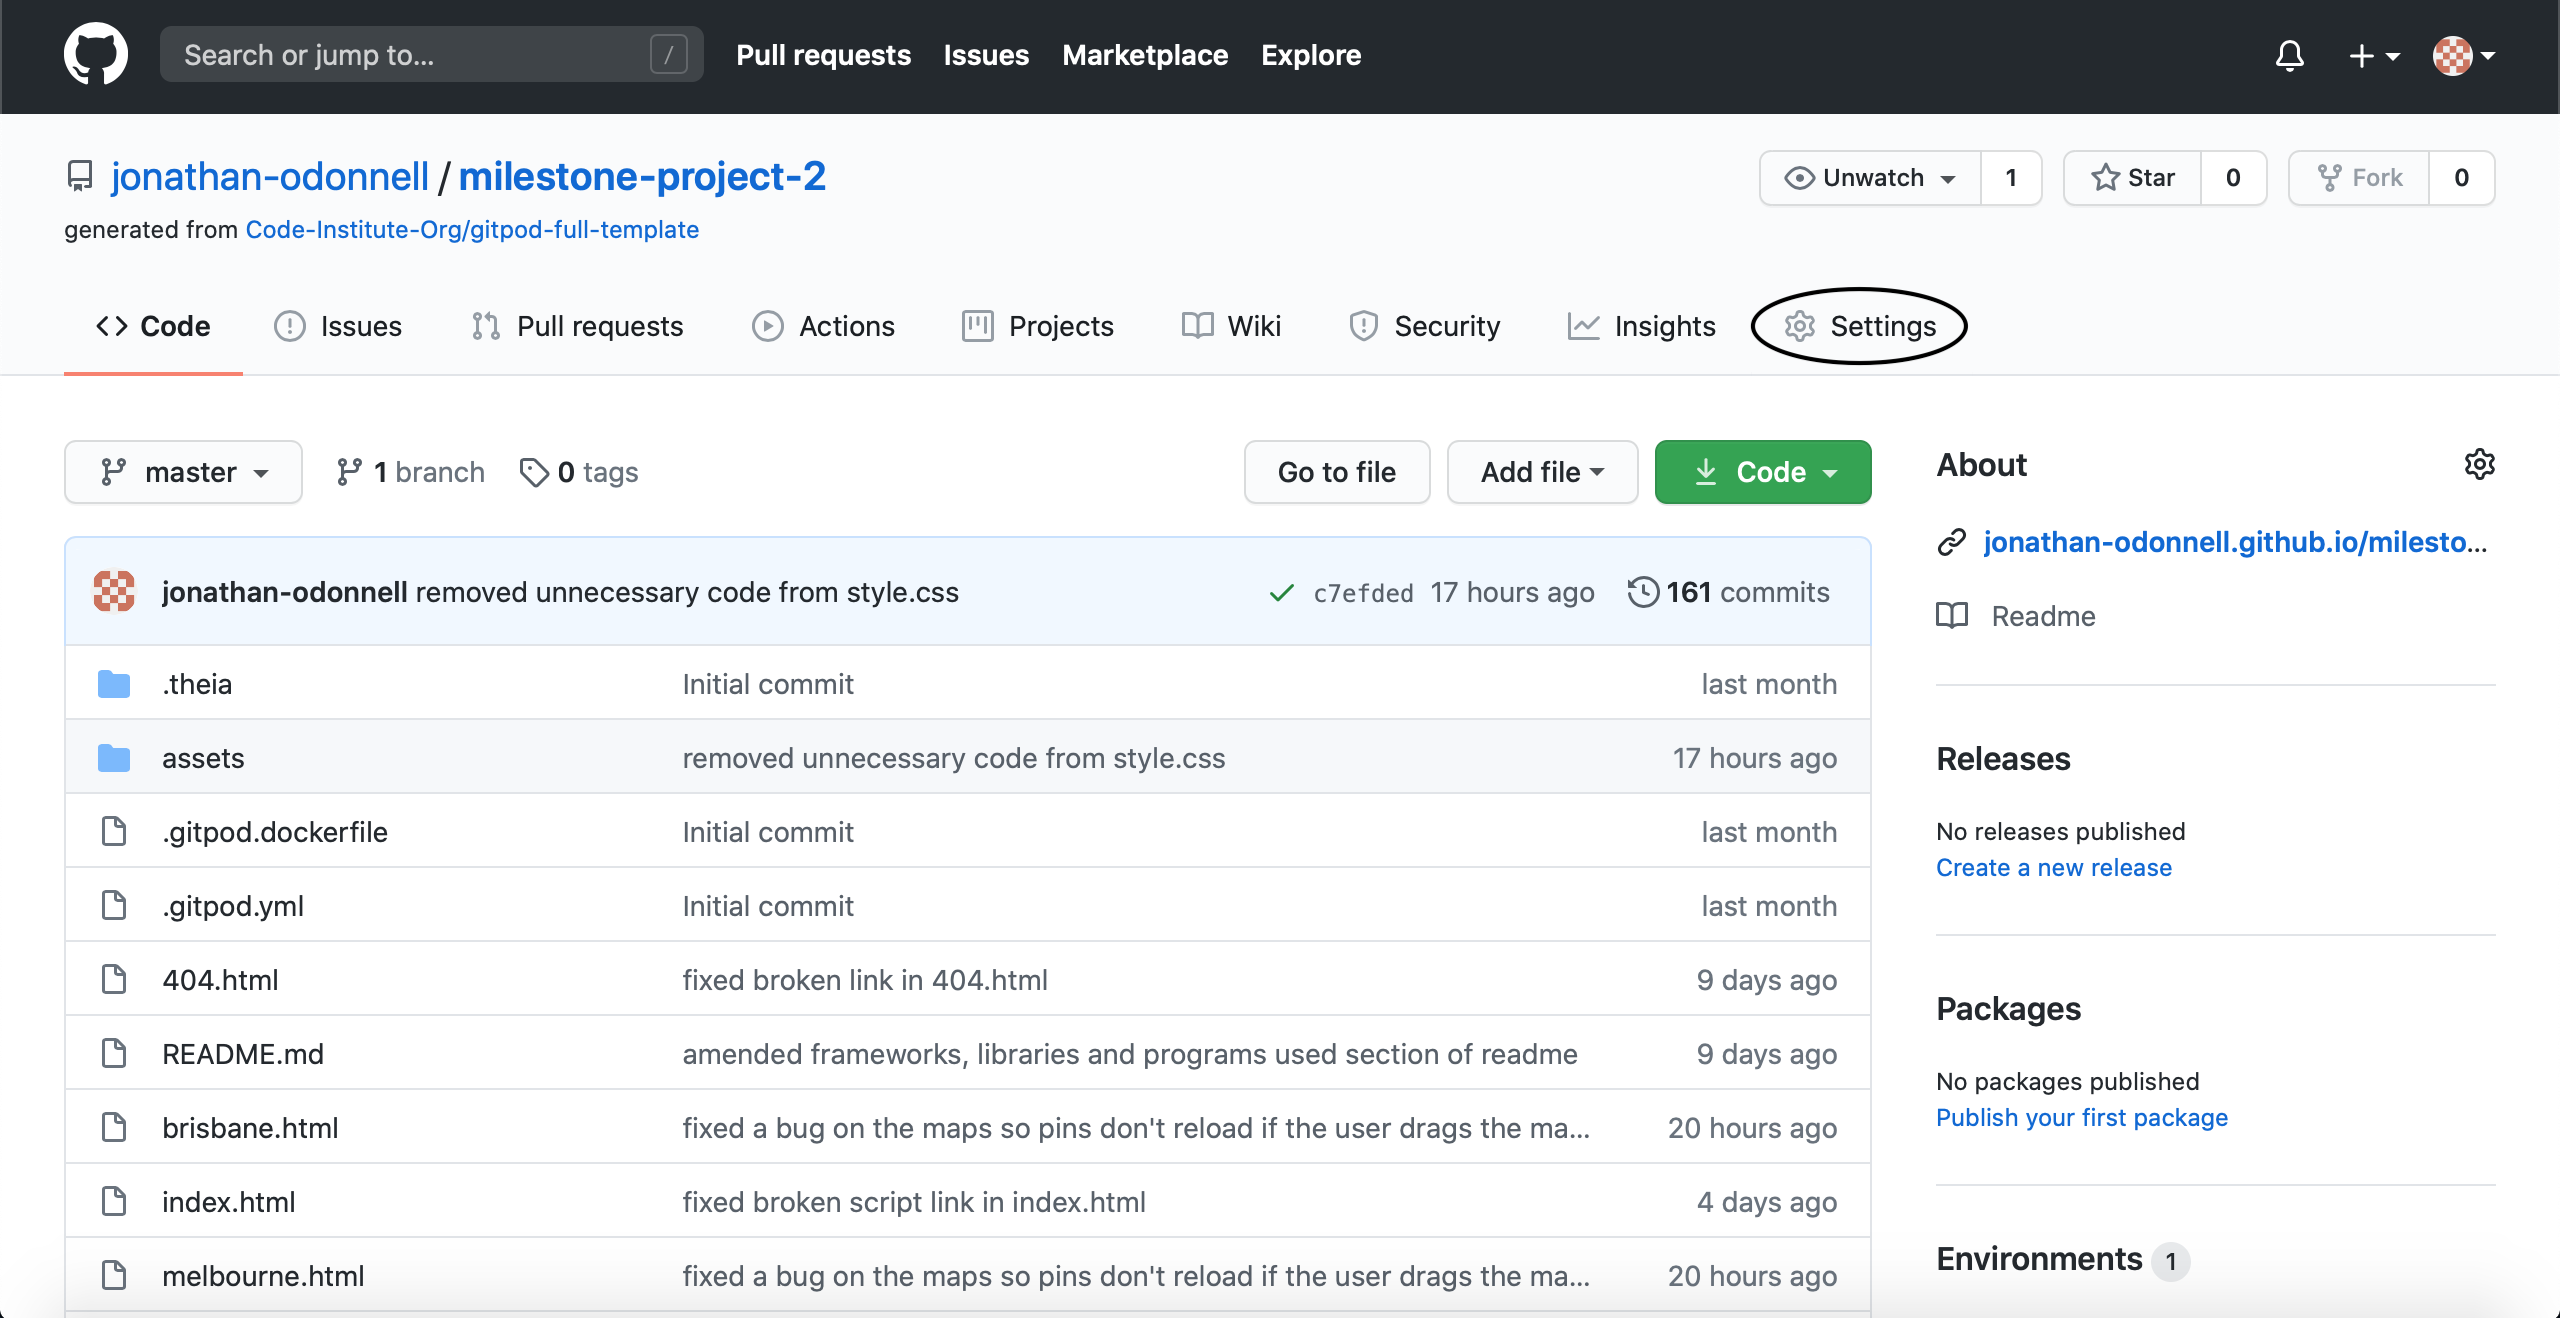 Search or jump to... /
Pull requests Issues Marketplace Explore
jonathan-odonnell / milestone-project-2
Unwatch 1 Star 0 Fork 0
generated from Code-Institute-Org/gitpod-full-template
Code Issues Pull requests Actions Projects Wiki Security Insights Settings
master 1 branch 0 tags
Go to file Add file Code
jonathan-odonnell removed unnecessary code from style.css c7efded 17 hours ago 161 commits
.theia Initial commit last month
assets removed unnecessary code from style.css 17 hours ago
.gitpod.dockerfile Initial commit last month
.gitpod.yml Initial commit last month
404.html fixed broken link in 404.html 9 days ago
README.md amended frameworks, libraries and programs used section of readme 9 days ago
brisbane.html fixed a bug on the maps so pins don't reload if the user drags the ma... 20 hours ago
index.html fixed broken script link in index.html 4 days ago
melbourne.html fixed a bug on the maps so pins don't reload if the user drags the ma... 20 hours ago
About
jonathan-odonnell.github.io/milesto...
Readme
Releases
No releases published
Create a new release
Packages
No packages published
Publish your first package
Environments 1